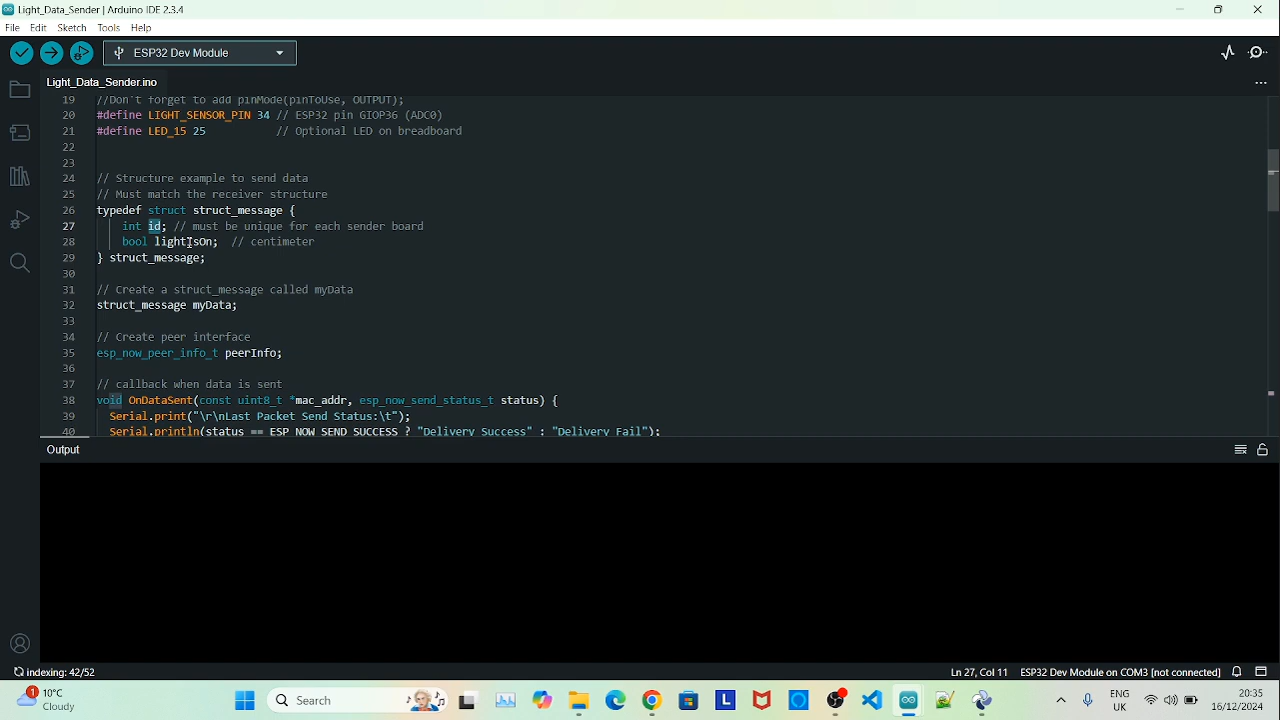 Light_Data_Sender | Arduino IDE 2.3.4
File Edit Sketch Tools Help
ESP32 Dev Module
Light_Data_Sender.ino
19 //Don't forget to add pinMode(pinToUse, OUTPUT);
20 #define LIGHT_SENSOR_PIN 34 // ESP32 pin GIOP36 (ADC0)
21 #define LED_15 25 // Optional LED on breadboard
22
23
24 // Structure example to send data
25 // Must match the receiver structure
26 typedef struct struct_message {
27 int id; // must be unique for each sender board
28 bool lightIsOn; // centimeter
29 } struct_message;
30
31 // Create a struct_message called myData
32 struct_message myData;
33
34 // Create peer interface
35 esp_now_peer_info_t peerInfo;
36
37 // callback when data is sent
38 void OnDataSent(const uint8_t *mac_addr, esp_now_send_status_t status) {
39 Serial.print("\r\nLast Packet Send Status:\t");
40 Serial.println(status == ESP_NOW_SEND_SUCCESS ? "Delivery Success" : "Delivery Fail");
Output
indexing: 42/52 Ln 27, Col 11 ESP32 Dev Module on COM3 [not connected]
1 10°C
Cloudy
Search
L
ENG
UK
20:35
16/12/2024